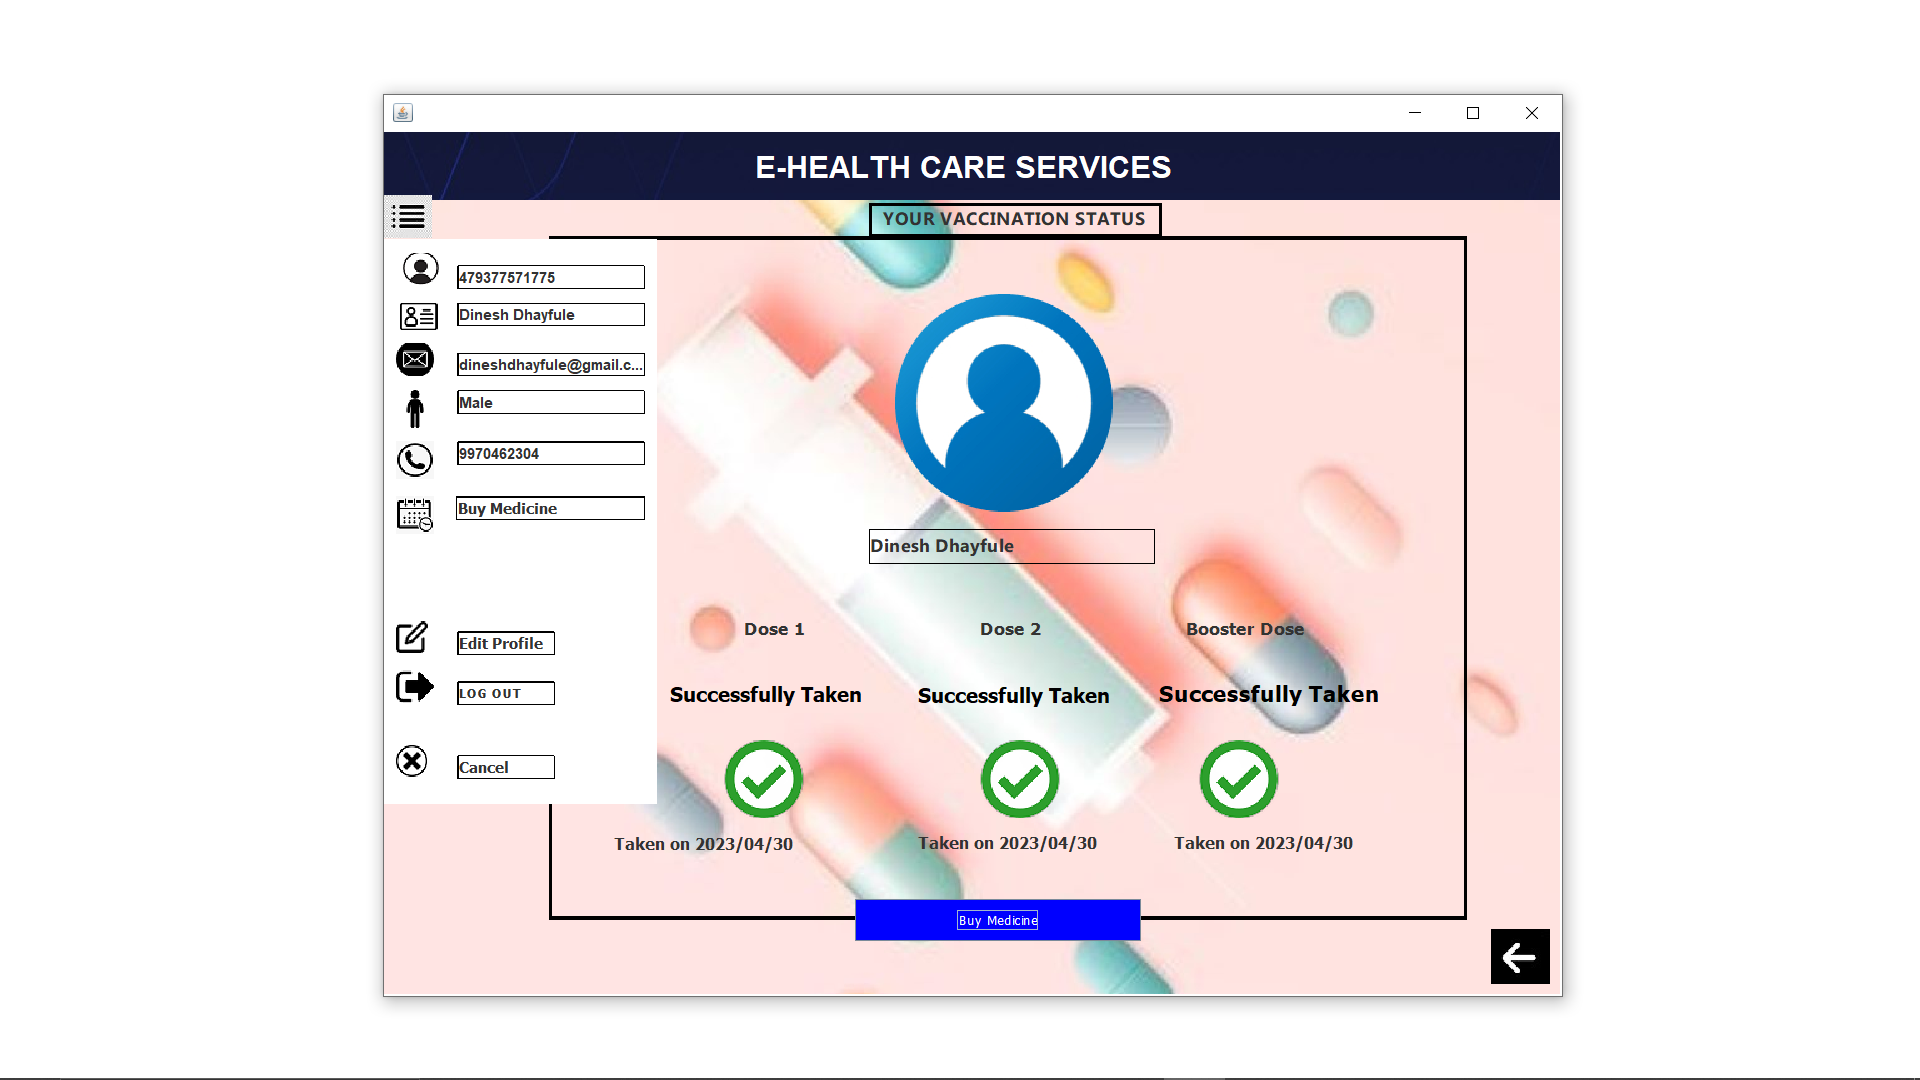 E-HEALTH CARE SERVICES
YOUR VACCINATION STATUS
479377571775
Dinesh Dhayfule
dineshdhayfule@gmail.c...
Male
9970462304
Buy Medicine
Edit Profile
LOG OUT
Cancel
Dinesh Dhayfule
Dose 1 Dose 2 Booster Dose
Successfully Taken Successfully Taken Successfully Taken
Taken on 2023/04/30 Taken on 2023/04/30 Taken on 2023/04/30
Buy Medicine